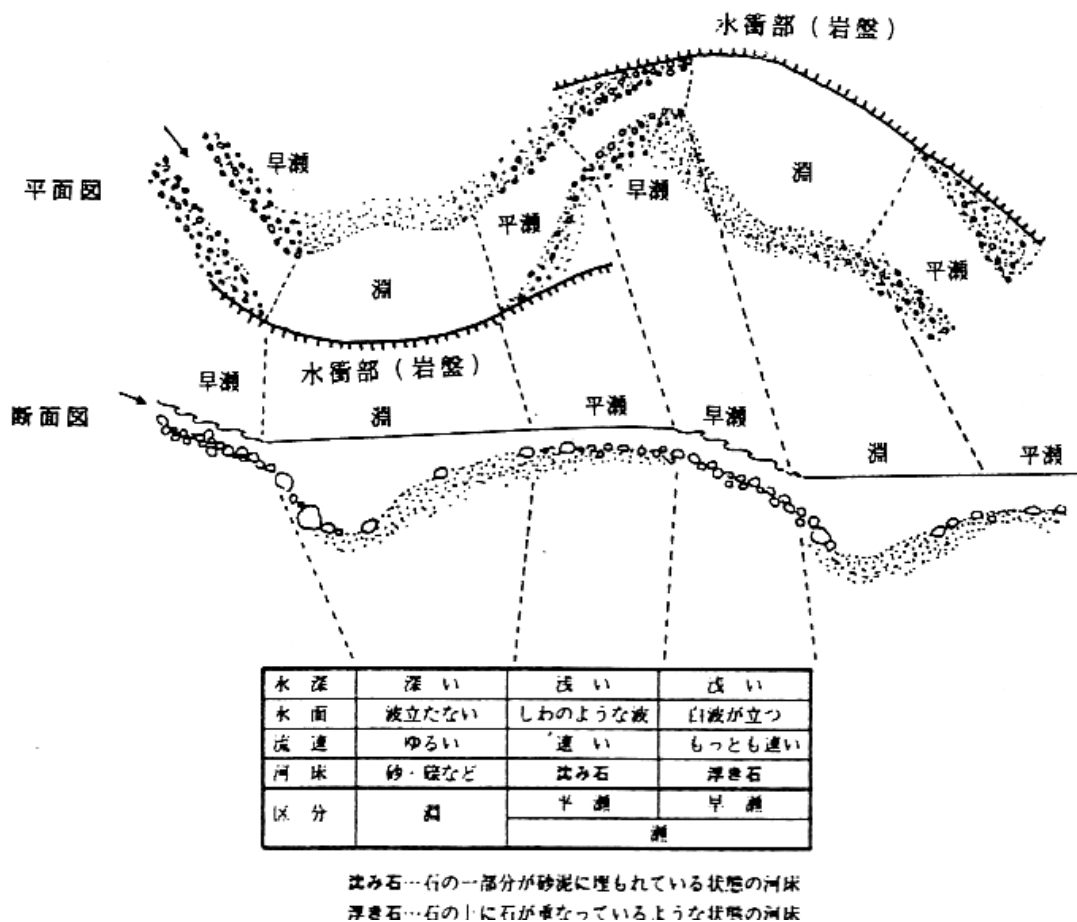 水衝部(岩盤)
平面図
早瀬
淵
平瀬
早瀬
淵
平瀬
水衝部(岩盤)
断面図
早瀬
淵
平瀬
早瀬
淵
平瀬
水深 深い 浅い 浅い
水面 波立たない しわのような波 白波が立つ
流速 ゆるい 速い もっとも速い
河床 砂・礫など 沈み石 浮き石
区分 淵 平瀬 早瀬
瀬
沈み石…石の一部分が砂泥に埋もれている状態の河床
浮き石…石の上に石が重なっているような状態の河床